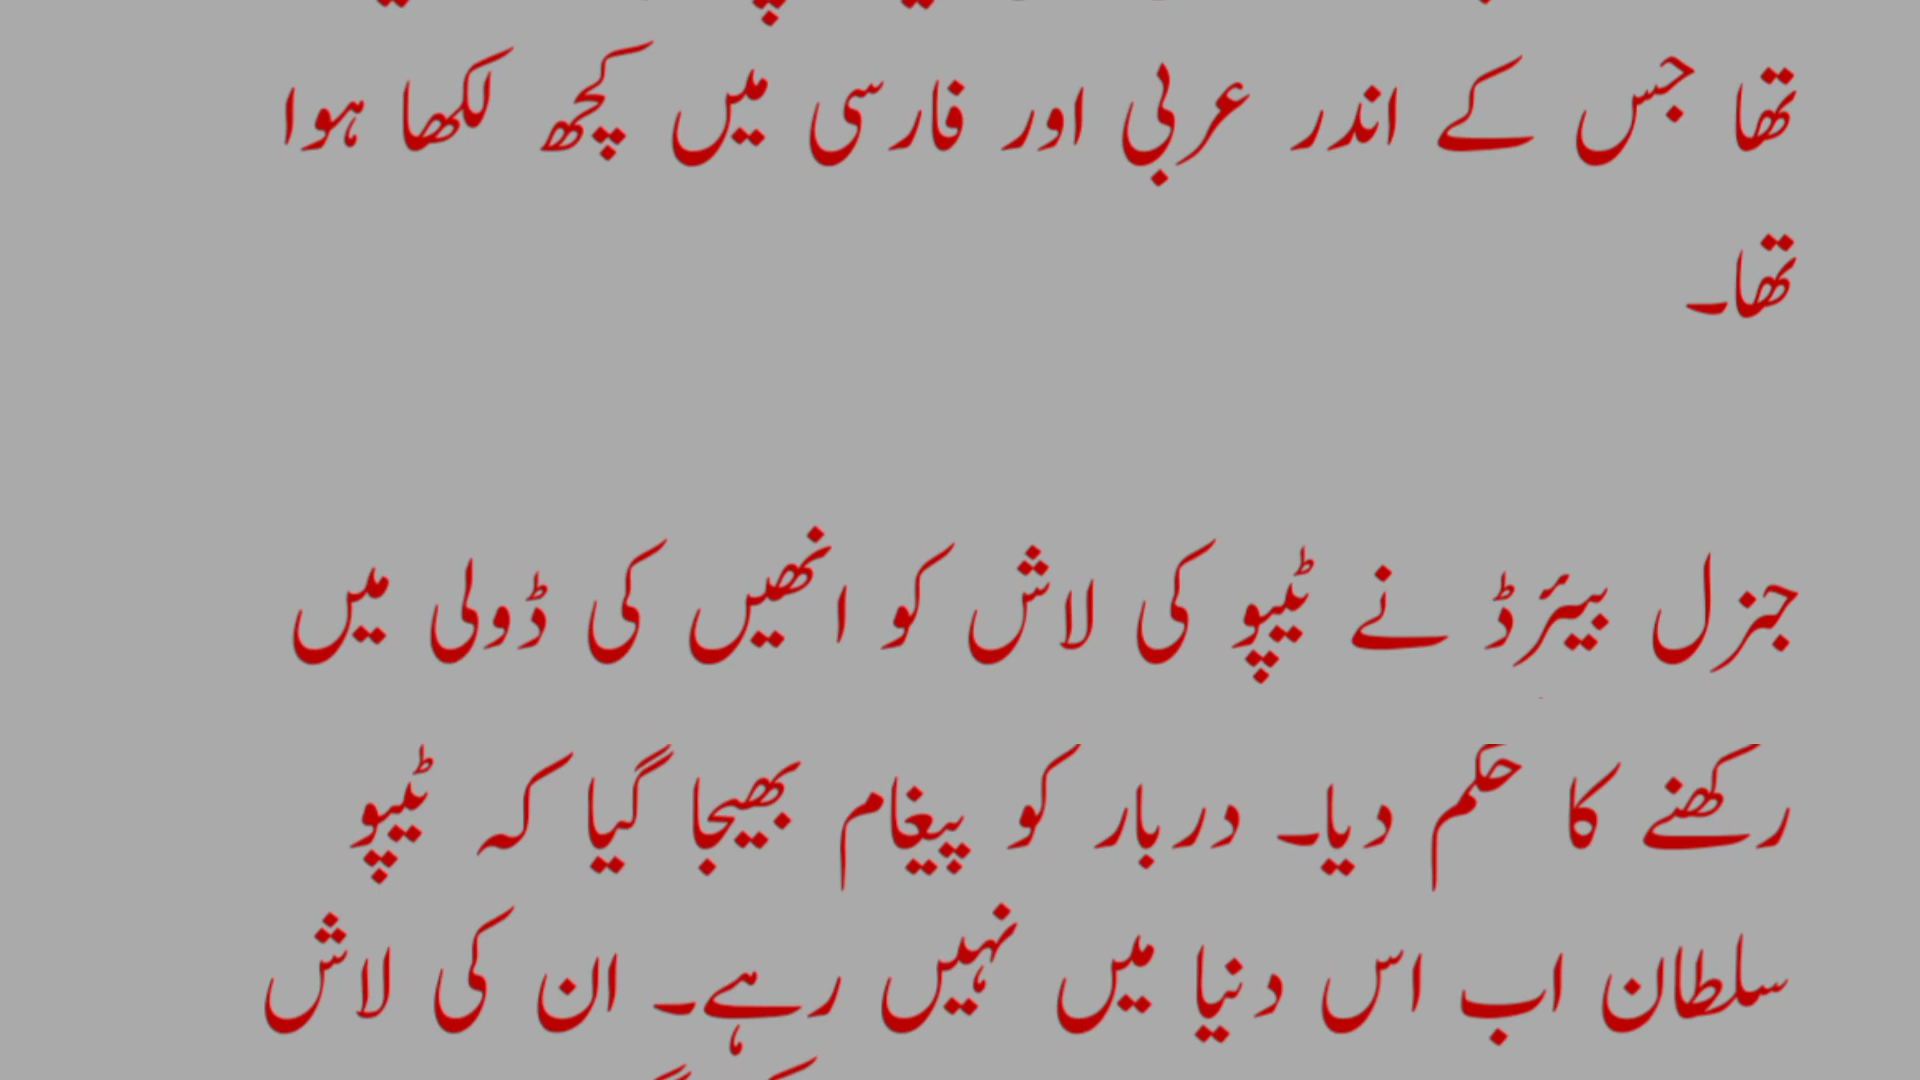 تھا جس کے اندر عربی اور فارسی میں کچھ لکھا ہوا
تھا۔
جنرل بیئرڈ نے ٹیپو کی لاش کو انھیں کی ڈولی میں
رکھنے کا حکم دیا۔ دربار کو پیغام بھیجا گیا کہ ٹیپو
سلطان اب اس دنیا میں نہیں رہے۔ ان کی لاش